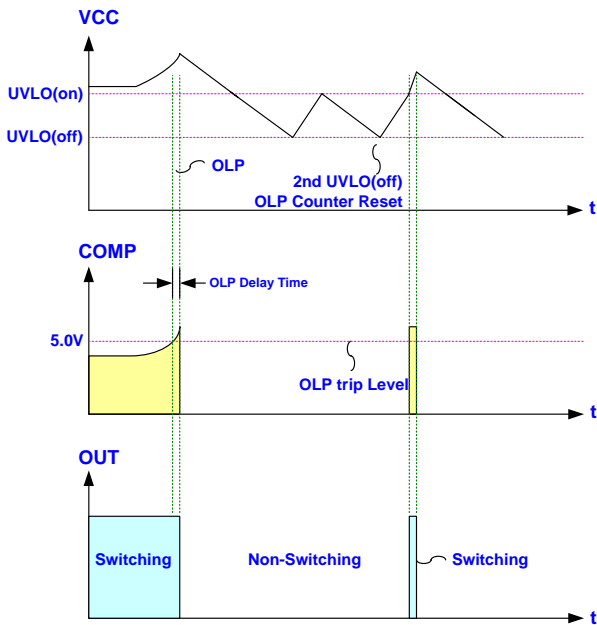 VCC
UVLO(on)
UVLO(off)
OLP
2nd UVLO(off)
OLP Counter Reset
t
COMP
OLP Delay Time
5.0V
OLP trip Level
t
OUT
Switching
Non-Switching
Switching
t